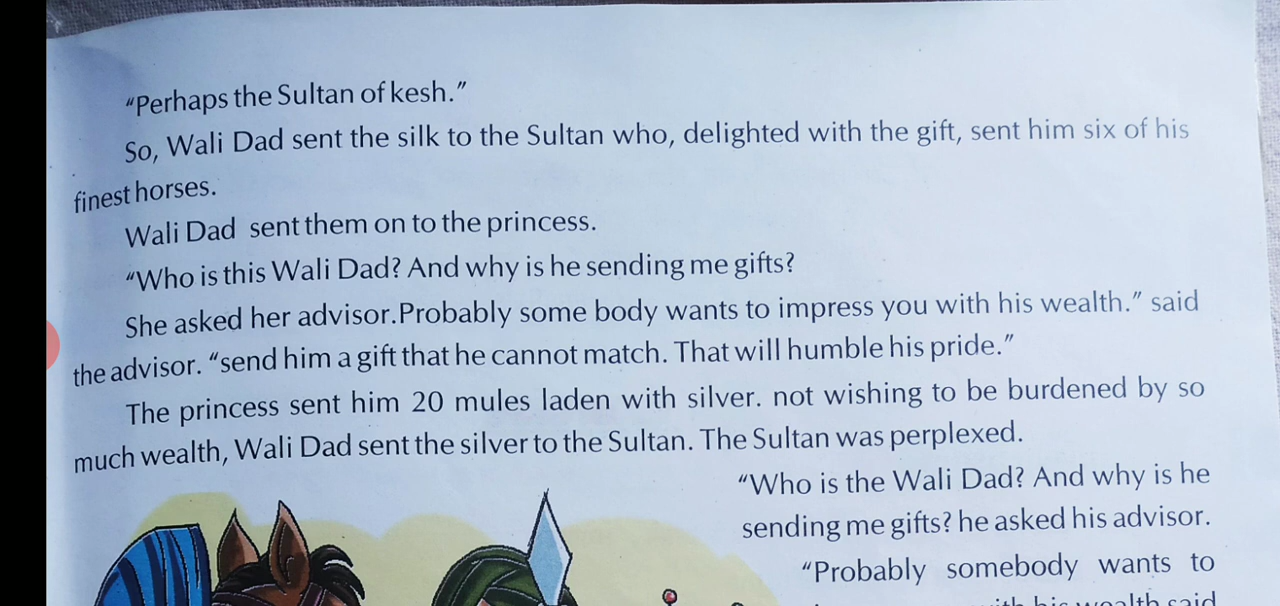 “Perhaps the Sultan of kesh.”
So, Wali Dad sent the silk to the Sultan who, delighted with the gift, sent him six of his
finest horses.
Wali Dad sent them on to the princess.
“Who is this Wali Dad? And why is he sending me gifts?
She asked her advisor.Probably some body wants to impress you with his wealth.” said
the advisor. “send him a gift that he cannot match. That will humble his pride.”
The princess sent him 20 mules laden with silver. not wishing to be burdened by so
much wealth, Wali Dad sent the silver to the Sultan. The Sultan was perplexed.
“Who is the Wali Dad? And why is he
sending me gifts? he asked his advisor.
“Probably somebody wants to
with his wealth said